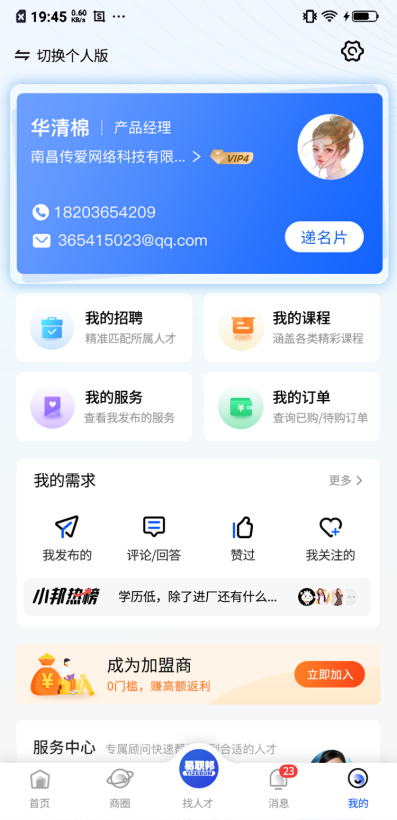 19:45 0.60 KB/s
切换个人版
华清棉 产品经理
南昌传爱网络科技有限... VIP4
18203654209
365415023@qq.com
递名片
我的招聘
精准匹配所属人才
我的课程
涵盖各类精彩课程
我的服务
查看我发布的服务
我的订单
查询已购/待购订单
我的需求 更多
我发布的 评论/回答 赞过 我关注的
小邦热榜 学历低，除了进厂还有什么...
成为加盟商
0门槛，赚高额返利
立即加入
服务中心 专属顾问快速帮 到合适的人才
易联邦
YIZEBOM
23
首页 商圈 找人才 消息 我的